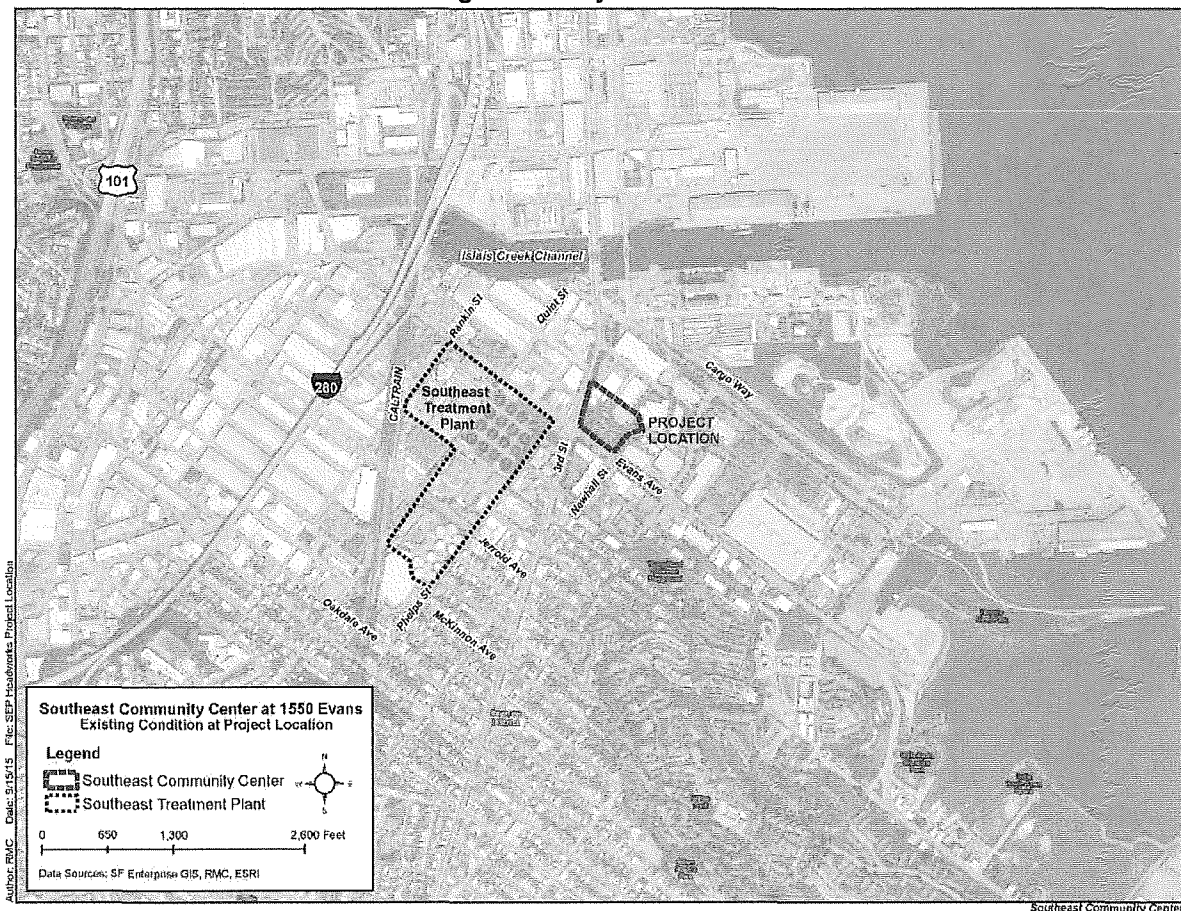 101
Islais Creek Channel
Rankin St
Quint St
Cargo Way
280
CALTRAIN
Southeast
Treatment
Plant
PROJECT
LOCATION
3rd St
Evans Ave
Newhall St
Jerrold Ave
Phelps St
Oakdale Ave
McKinnon Ave
Southeast Community Center at 1550 Evans
Existing Condition at Project Location
Legend
Southeast Community Center
Southeast Treatment Plant
N
S
0 650 1,300 2,600 Feet
Data Sources: SF Enterprise GIS, RMC, ESRI
Author: RMC Date: 9/15/15 File: SEP Headworks Project Location
Southeast Community Center